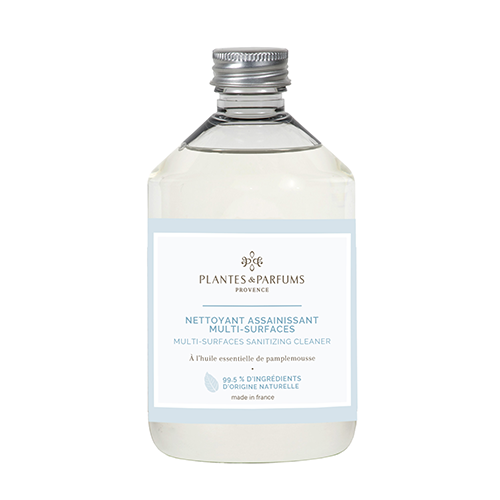 PLANTES & PARFUMS
PROVENCE
NETTOYANT ASSAINISSANT
MULTI-SURFACES
MULTI-SURFACES SANITIZING CLEANER
À l'huile essentielle de pamplemousse
99.5 % D'INGRÉDIENTS
D'ORIGINE NATURELLE
made in france